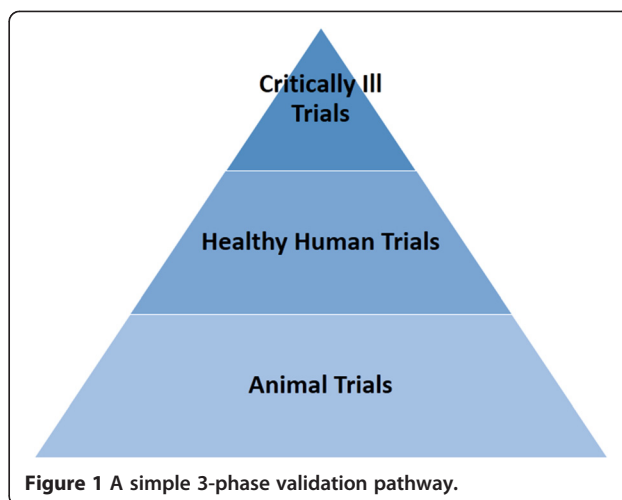 Critically Ill
Trials
Healthy Human Trials
Animal Trials
Figure 1 A simple 3-phase validation pathway.